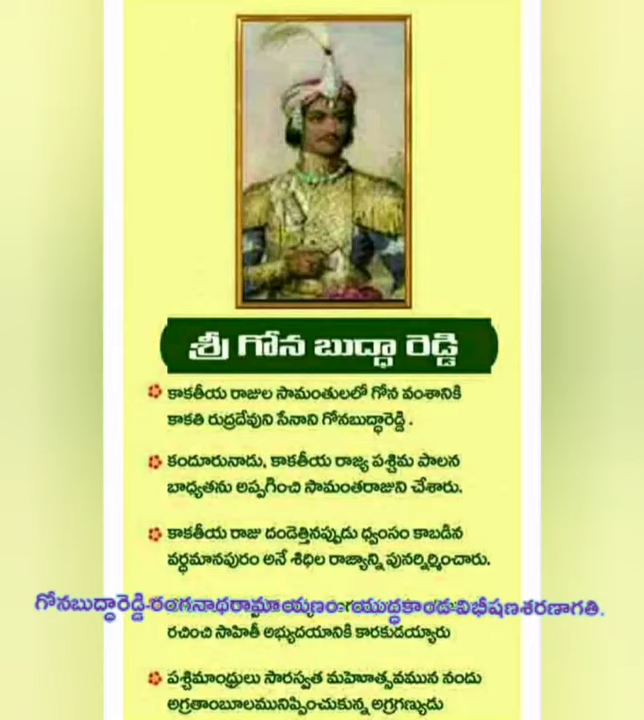 శ్రీ గోన బుద్ధా రెడ్డి
కాకతీయ రాజుల సామంతులలో గోన వంశానికి
కాకతి రుద్రదేవుని సేనాని గోనబుద్ధారెడ్డి .
కందూరునాడు, కాకతీయ రాజ్య పశ్చిమ పాలన
బాధ్యతను అప్పగించి సామంతరాజుని చేశారు.
కాకతీయ రాజు దండెత్తినప్పుడు ధ్వంసం కాబడిన
వర్ధమానపురం అనే శిధిల రాజ్యాన్ని పునర్నిర్మించారు.
గోనబుద్ధారెడ్డి-రంగనాథరామాయణం-యుద్ధకాండ-విభీషణశరణాగతి.
రచించి సాహితీ అభ్యుదయానికి కారకుడయ్యారు
పశ్చిమాంధ్రులు సారస్వత మహెూత్సవమున నందు
అగ్రతాంబూలమునిప్పించుకున్న అగ్రగణ్యుడు